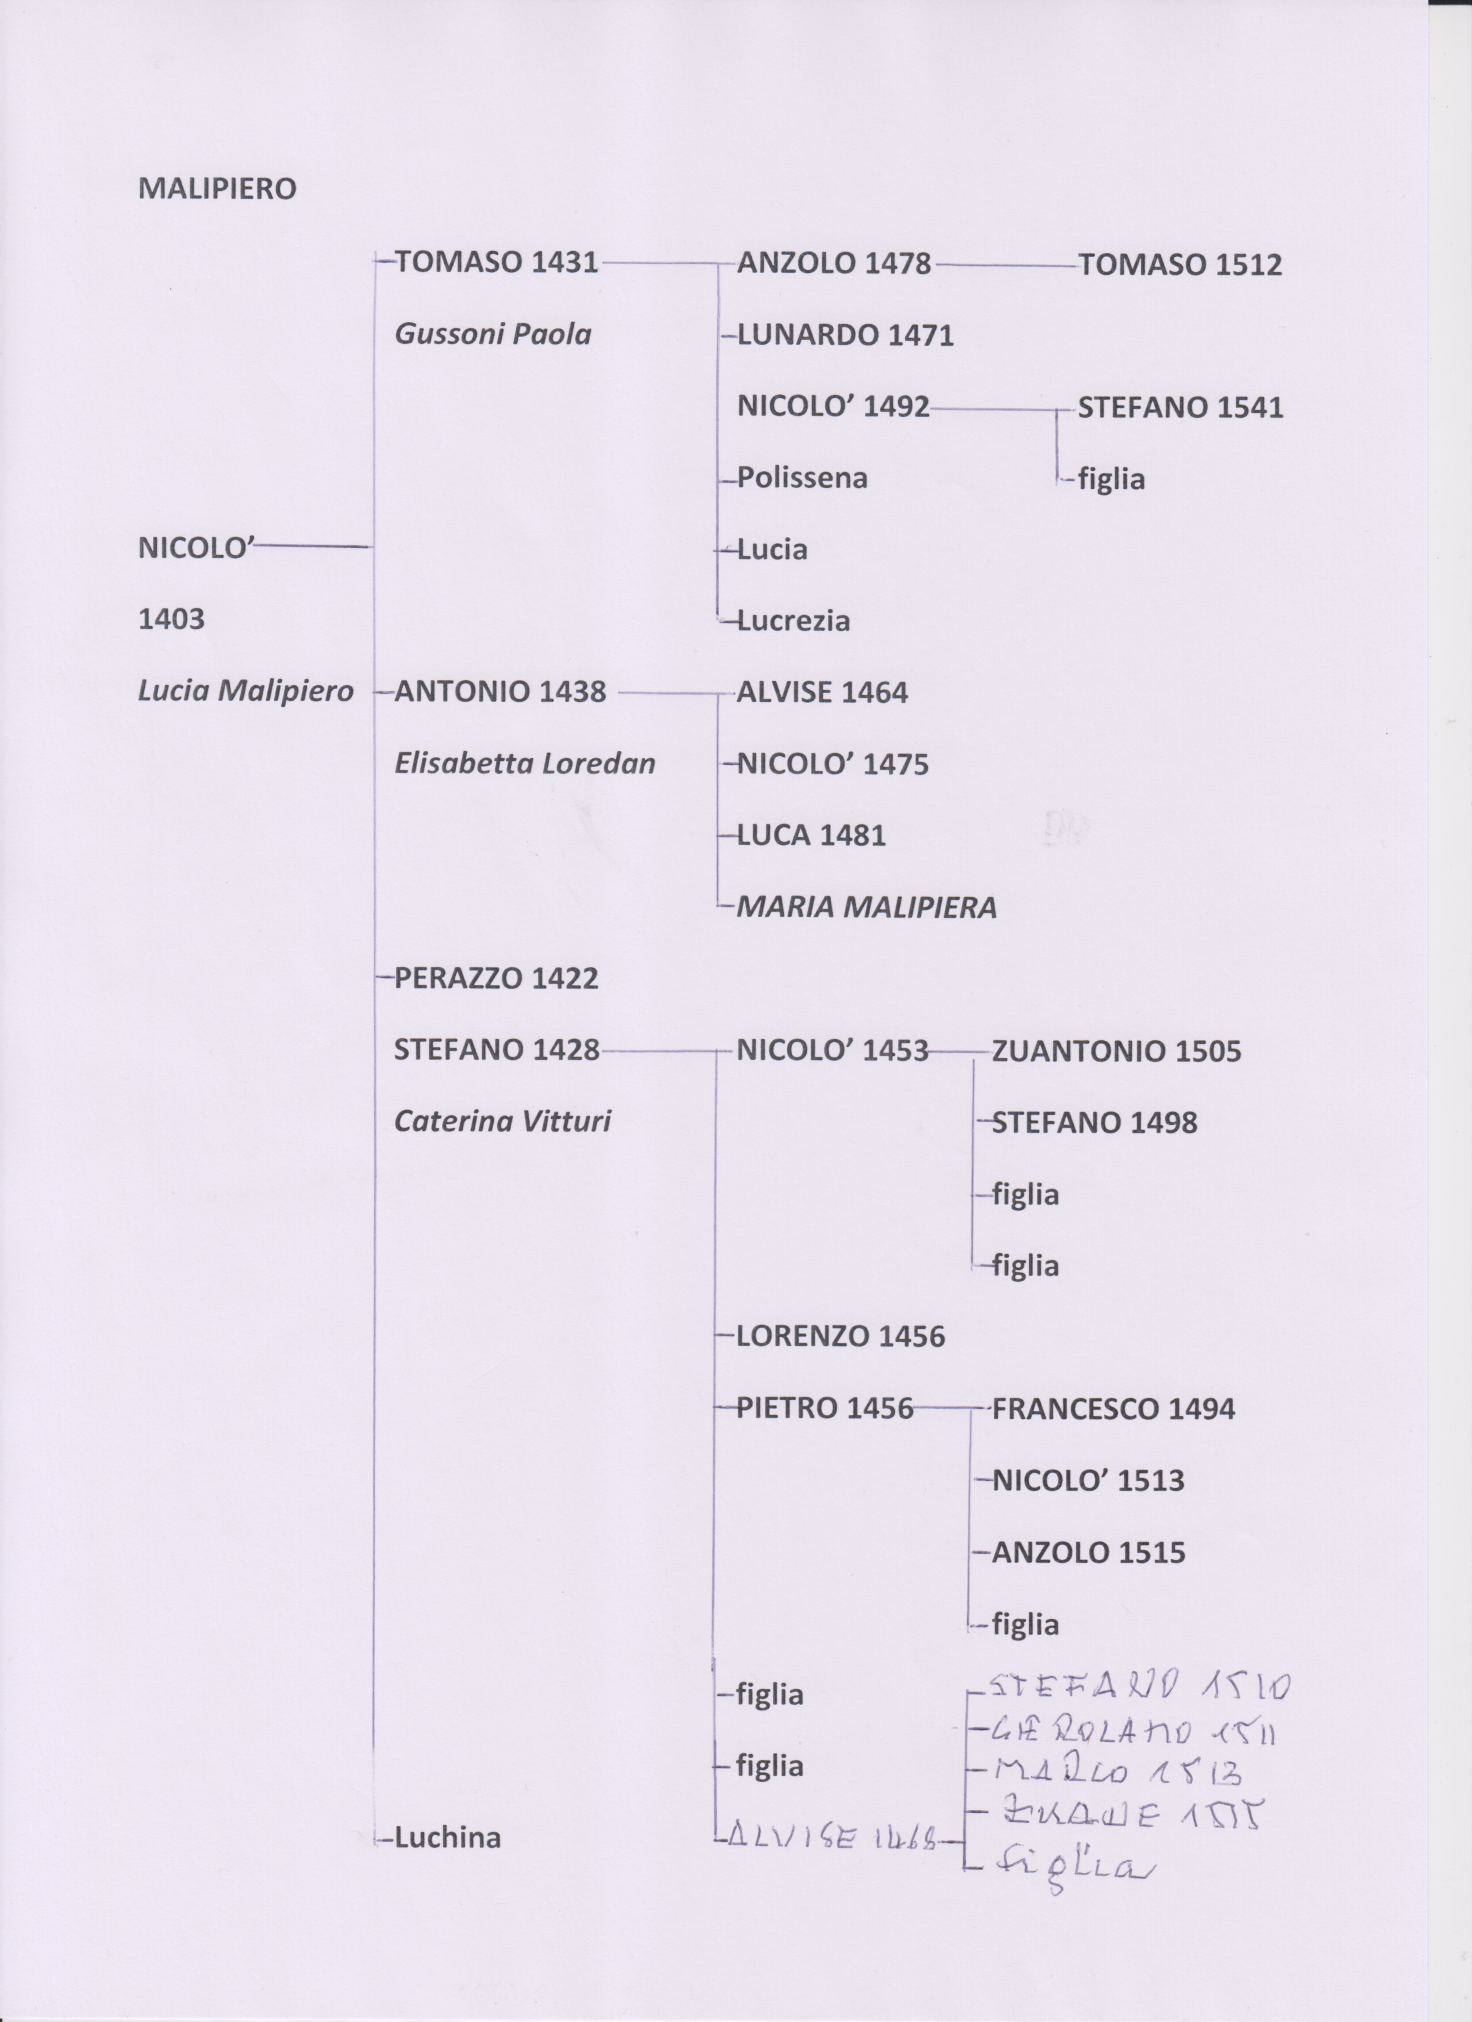 MALIPIERO
TOMASO 1431 ANZOLO 1478 TOMASO 1512
Gussoni Paola LUNARDO 1471
NICOLO’ 1492 STEFANO 1541
Polissena figlia
NICOLO’ Lucia
1403 Lucrezia
Lucia Malipiero ANTONIO 1438 ALVISE 1464
Elisabetta Loredan NICOLO’ 1475
LUCA 1481
MARIA MALIPIERA
PERAZZO 1422
STEFANO 1428 NICOLO’ 1453 ZUANTONIO 1505
Caterina Vitturi STEFANO 1498
figlia
figlia
LORENZO 1456
PIETRO 1456 FRANCESCO 1494
NICOLO’ 1513
ANZOLO 1515
figlia
figlia STEFANO 1510
GEROLAMO 1511
figlia MARCO 1513
ZUANE 1515
Luchina ALVISE 1468
figlia